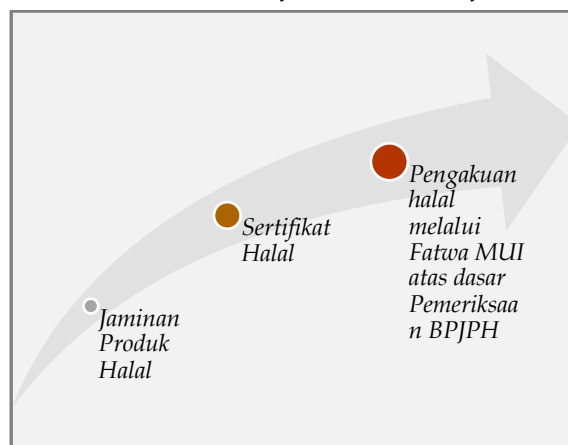 Jaminan
Produk
Halal
Sertifikat
Halal
Pengakuan
halal
melalui
Fatwa MUI
atas dasar
Pemeriksaa
n BPJPH